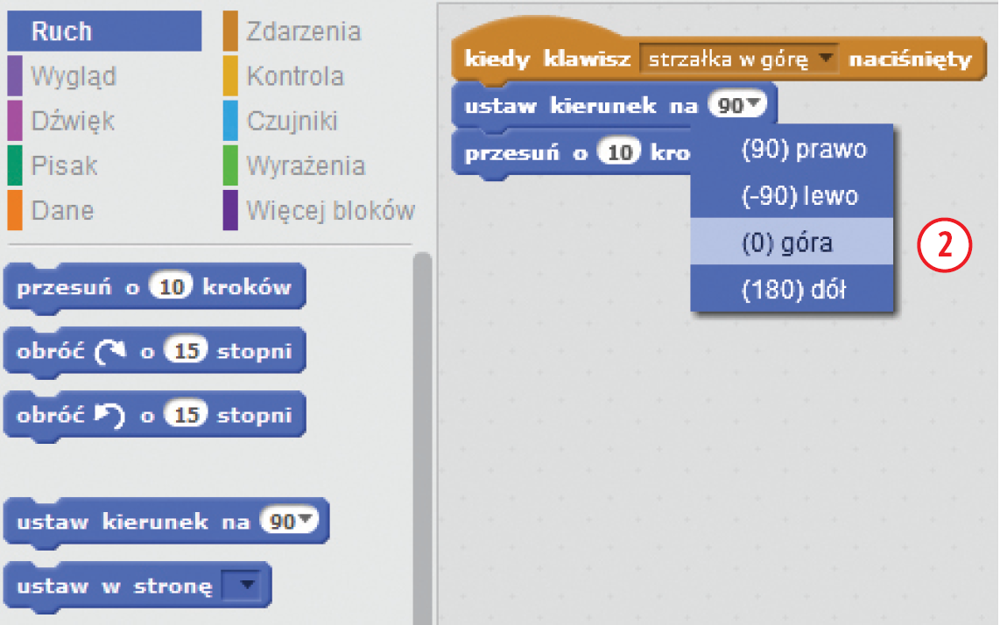 Ruch
Wygląd
Dźwięk
Pisak
Dane
Zdarzenia
Kontrola
Czujniki
Wyrażenia
Więcej bloków
przesuń o 10 kroków
obróć o 15 stopni
obróć o 15 stopni
ustaw kierunek na 90
ustaw w stronę
kiedy klawisz strzałka w górę naciśnięty
ustaw kierunek na 90
przesuń o 10 kro
(90) prawo
(-90) lewo
(0) góra
(180) dół
2